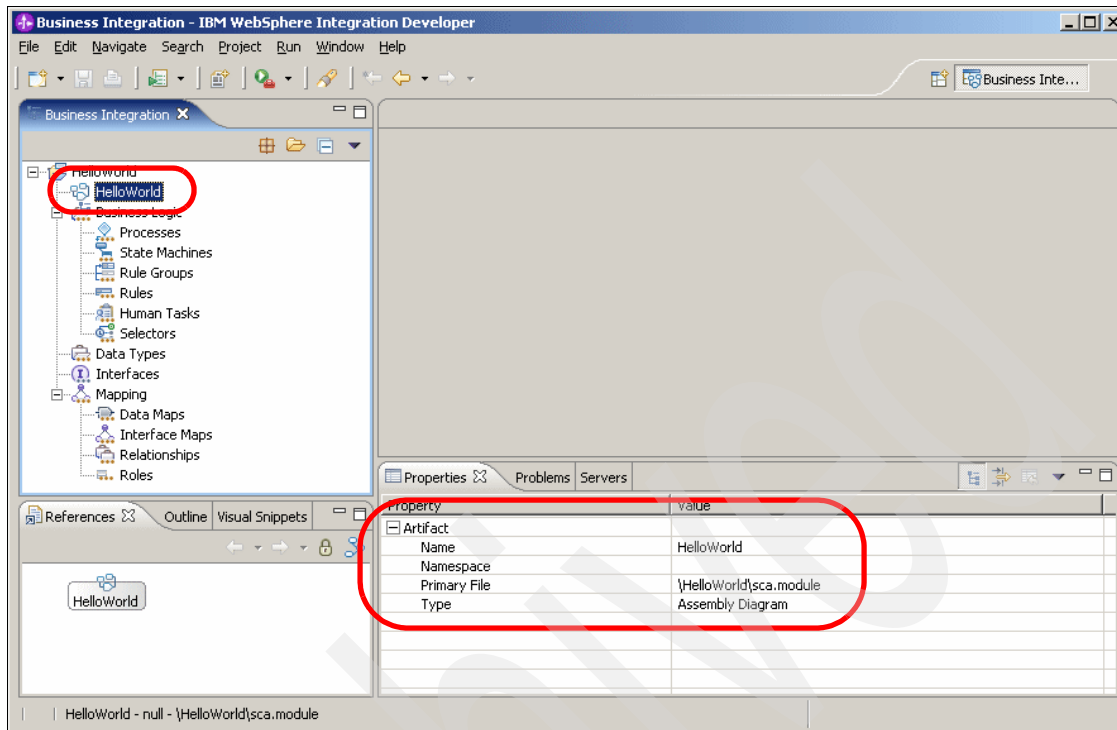 Business Integration - IBM WebSphere Integration Developer
File Edit Navigate Search Project Run Window Help
Business Inte...
Business Integration
HelloWorld
HelloWorld
Business Logic
Processes
State Machines
Rule Groups
Rules
Human Tasks
Selectors
Data Types
Interfaces
Mapping
Data Maps
Interface Maps
Relationships
Roles
References Outline Visual Snippets
HelloWorld
Properties Problems Servers
Property Value
Artifact
Name HelloWorld
Namespace
Primary File \HelloWorld\sca.module
Type Assembly Diagram
HelloWorld - null - \HelloWorld\sca.module